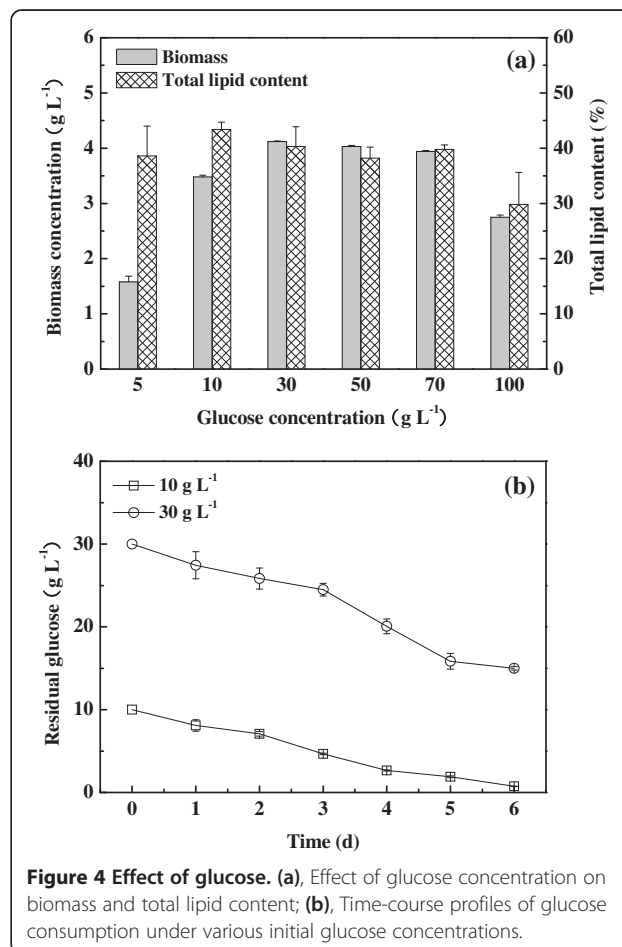 (a)
Biomass
Total lipid content
Biomass concentration (g L⁻¹)
6
5
4
3
2
1
0
Total lipid content (%)
60
50
40
30
20
10
0
5 10 30 50 70 100
Glucose concentration (g L⁻¹)
(b)
10 g L⁻¹
30 g L⁻¹
Residual glucose (g L⁻¹)
40
30
20
10
0
0 1 2 3 4 5 6
Time (d)
Figure 4 Effect of glucose. (a), Effect of glucose concentration on
biomass and total lipid content; (b), Time-course profiles of glucose
consumption under various initial glucose concentrations.